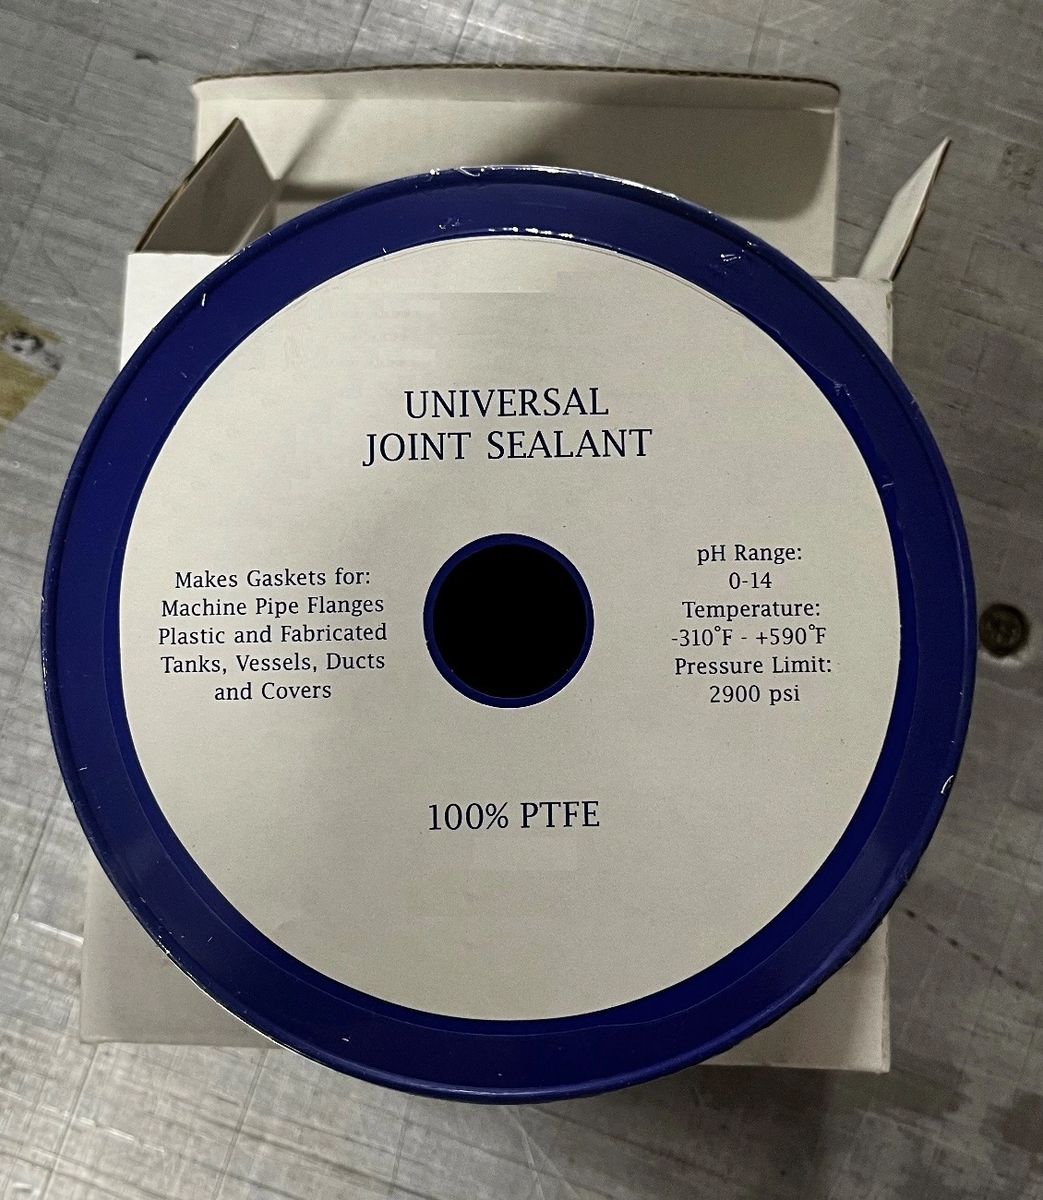 UNIVERSAL
JOINT SEALANT
Makes Gaskets for:
Machine Pipe Flanges
Plastic and Fabricated
Tanks, Vessels, Ducts
and Covers
pH Range:
0-14
Temperature:
-310°F - +590°F
Pressure Limit:
2900 psi
100% PTFE